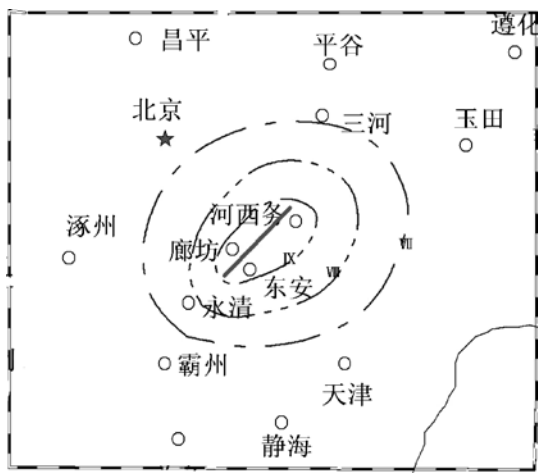 遵化
昌平
平谷
北京
三河
玉田
河西务
涿州
廊坊
Ⅶ
Ⅸ
Ⅷ
东安
永清
霸州
天津
静海